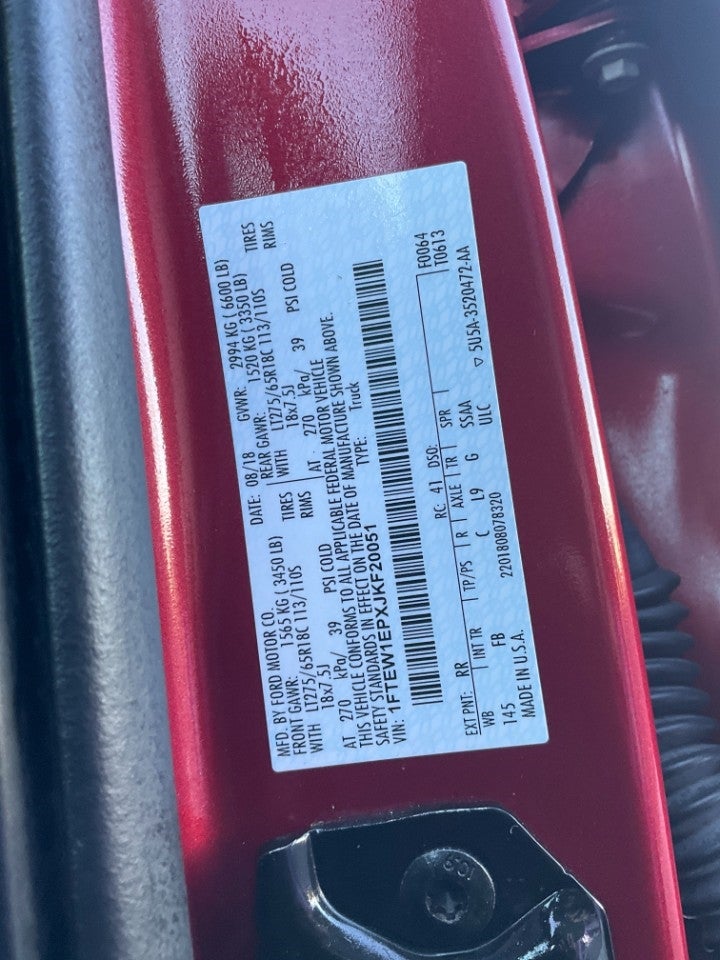 MFD. BY FORD MOTOR CO. DATE: 08/18 GVWR: 2994 KG ( 6600 LB)
FRONT GAWR: 1565 KG ( 3450 LB) REAR GAWR: 1520 KG ( 3350 LB)
WITH LT275/65R18C 113/110S TIRES WITH LT275/65R18C 113/110S TIRES
18x7.5J RIMS 18x7.5J RIMS
AT 270 kPa/ 39 PSI COLD AT 270 kPa/ 39 PSI COLD
THIS VEHICLE CONFORMS TO ALL APPLICABLE FEDERAL MOTOR VEHICLE
SAFETY STANDARDS IN EFFECT ON THE DATE OF MANUFACTURE SHOWN ABOVE.
VIN: 1FTEW1EPXJKF20051 TYPE: Truck
F0064
T0613
EXT PNT: RR RC: 41 DSO:
WB INT TR TP/PS R AXLE TR SPR
145 FB C L9 G SSAA
ULC
MADE IN U.S.A. 2201808078320 ▽ 5U5A-3520472-AA
109